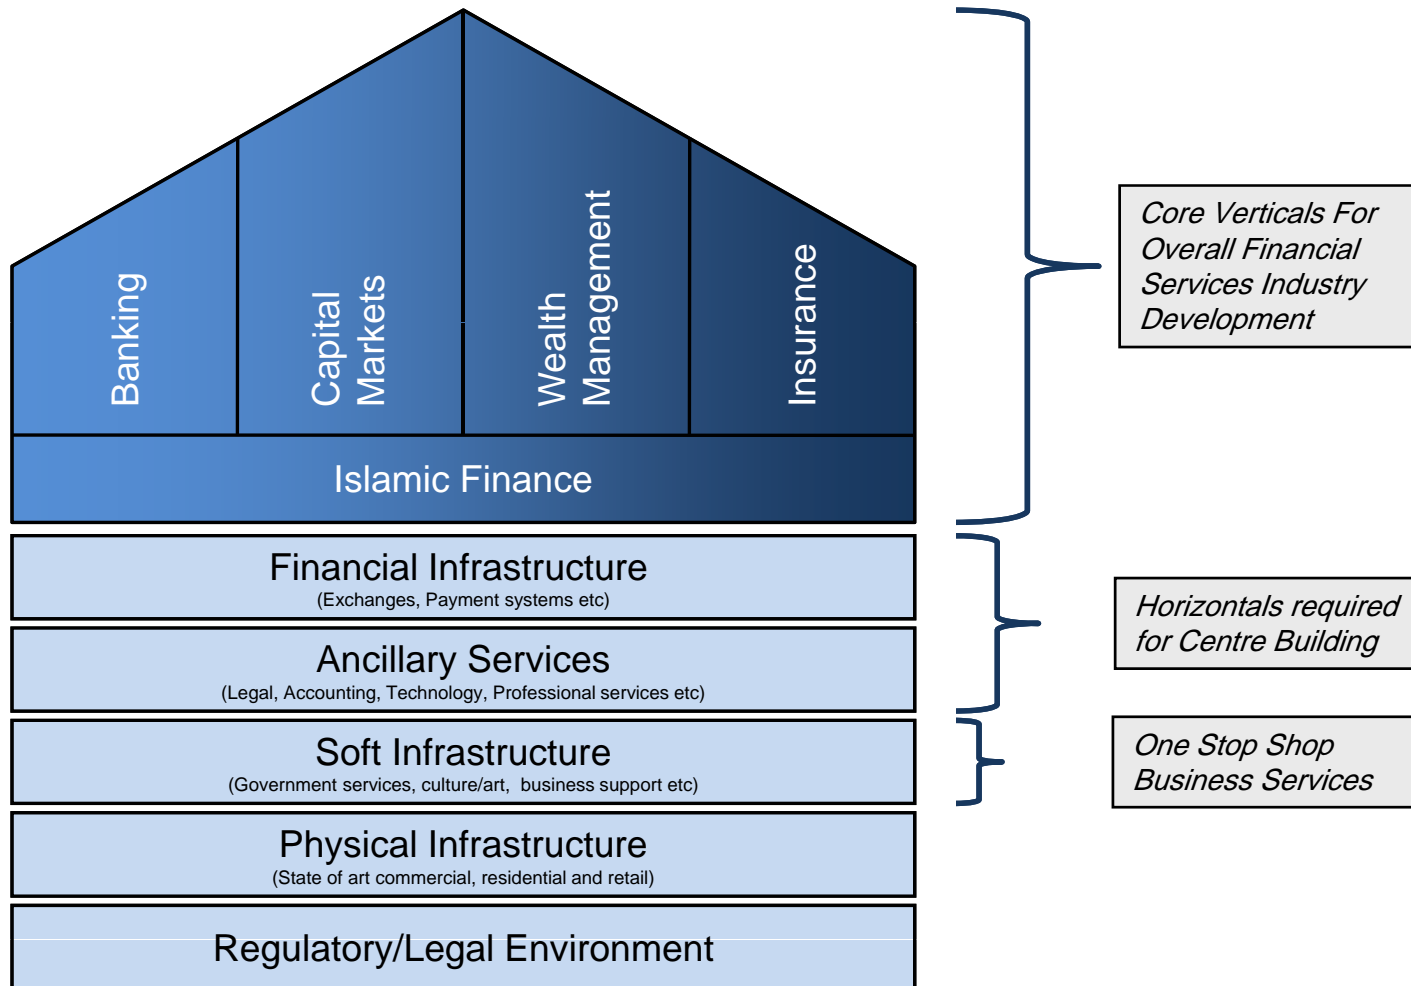 Banking
Capital
Markets
Wealth
Management
Insurance
Islamic Finance
Core Verticals For
Overall Financial
Services Industry
Development
Financial Infrastructure
(Exchanges, Payment systems etc)
Ancillary Services
(Legal, Accounting, Technology, Professional services etc)
Horizontals required
for Centre Building
Soft Infrastructure
(Government services, culture/art,  business support etc)
One Stop Shop
Business Services
Physical Infrastructure
(State of art commercial, residential and retail)
Regulatory/Legal Environment